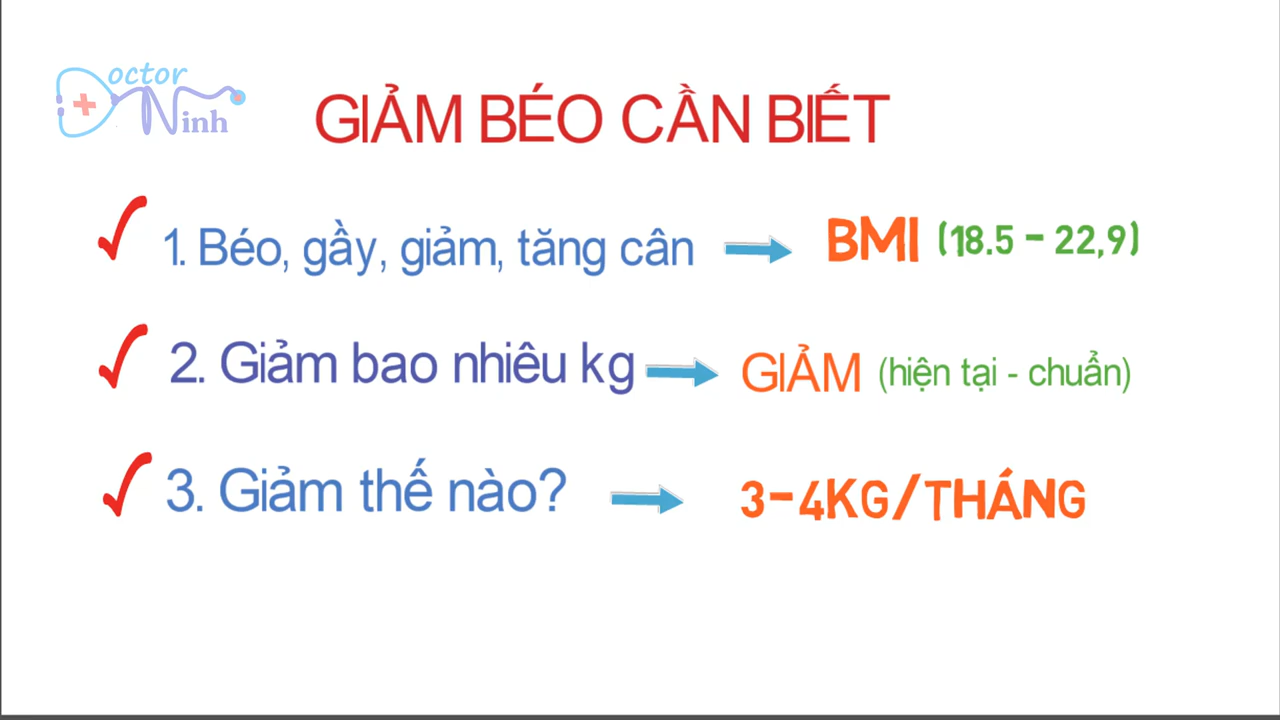 Doctor
Ninh
GIẢM BÉO CẦN BIẾT
1. Béo, gầy, giảm, tăng cân BMI (18.5 - 22,9)
2. Giảm bao nhiêu kg GIẢM (hiện tại - chuẩn)
3. Giảm thế nào? 3-4KG/THÁNG